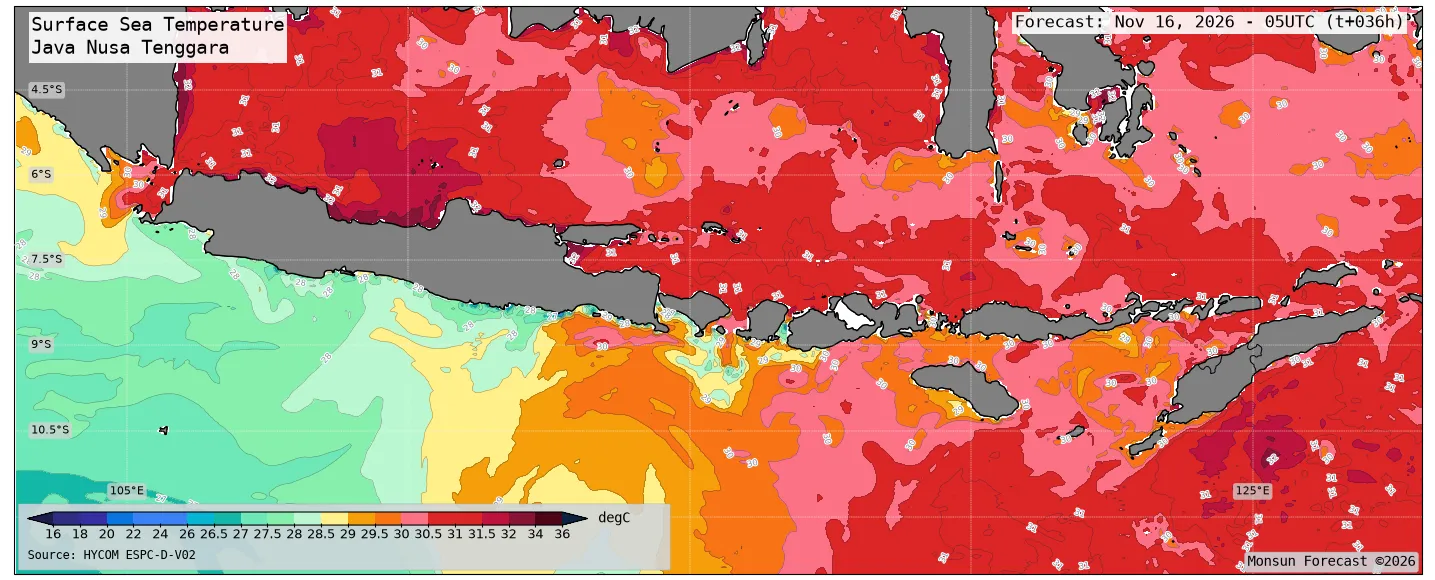 Surface Sea Temperature
Java Nusa Tenggara
Forecast: Nov 16, 2026 - 05UTC (t+036h)
4.5°S
6°S
7.5°S
9°S
10.5°S
105°E
125°E
degC
16 18 20 22 24 26 26.5 27 27.5 28 28.5 29 29.5 30 30.5 31 31.5 32 34 36
Source: HYCOM ESPC-D-V02
Monsun Forecast ©2026